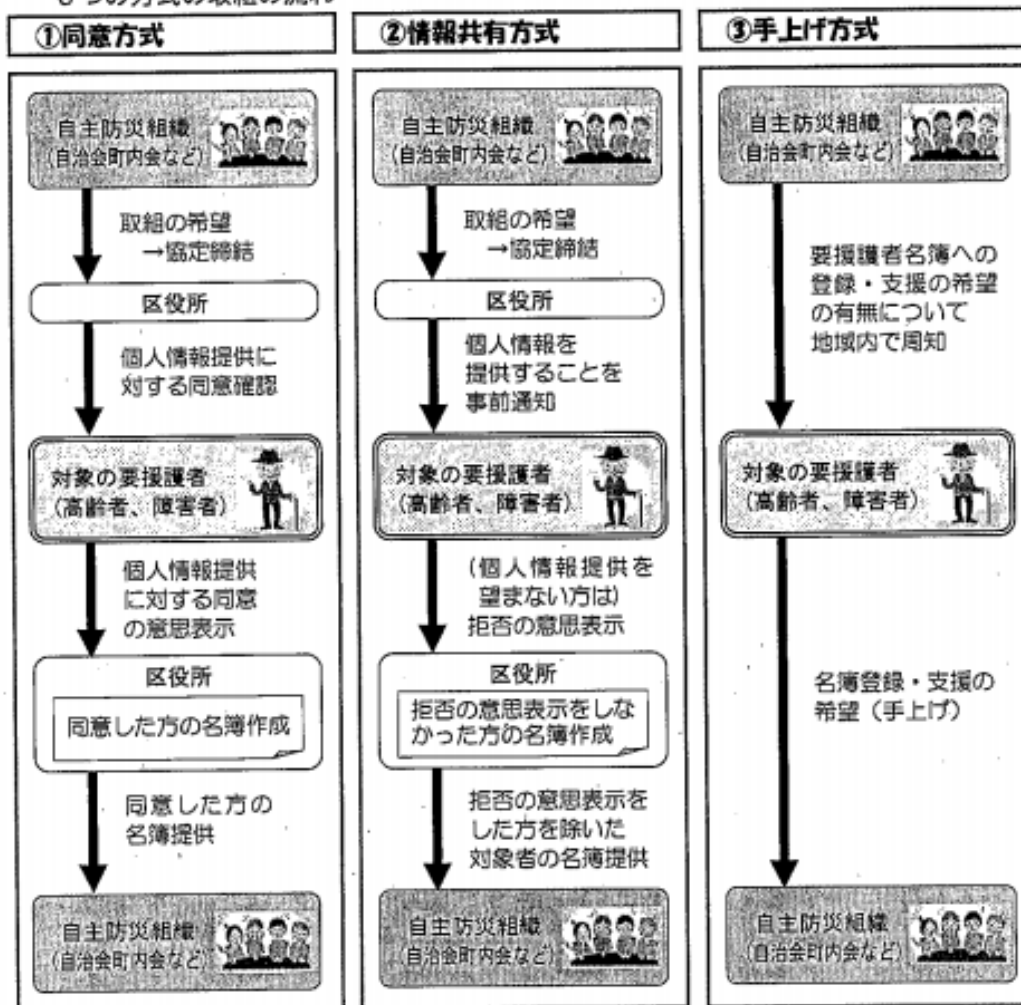 3つの方式の取組の流れ
①同意方式
自主防災組織
(自治会町内会など)
取組の希望
→協定締結
区役所
個人情報提供に
対する同意確認
対象の要援護者
(高齢者、障害者)
個人情報提供
に対する同意
の意思表示
区役所
同意した方の名簿作成
同意した方の
名簿提供
自主防災組織
(自治会町内会など)
②情報共有方式
自主防災組織
(自治会町内会など)
取組の希望
→協定締結
区役所
個人情報を
提供することを
事前通知
対象の要援護者
(高齢者、障害者)
(個人情報提供を
望まない方は)
拒否の意思表示
区役所
拒否の意思表示をしな
かった方の名簿作成
拒否の意思表示を
した方を除いた
対象者の名簿提供
自主防災組織
(自治会町内会など)
③手上げ方式
自主防災組織
(自治会町内会など)
要援護者名簿への
登録・支援の希望
の有無について
地域内で周知
対象の要援護者
(高齢者、障害者)
名簿登録・支援の
希望（手上げ）
自主防災組織
(自治会町内会など)